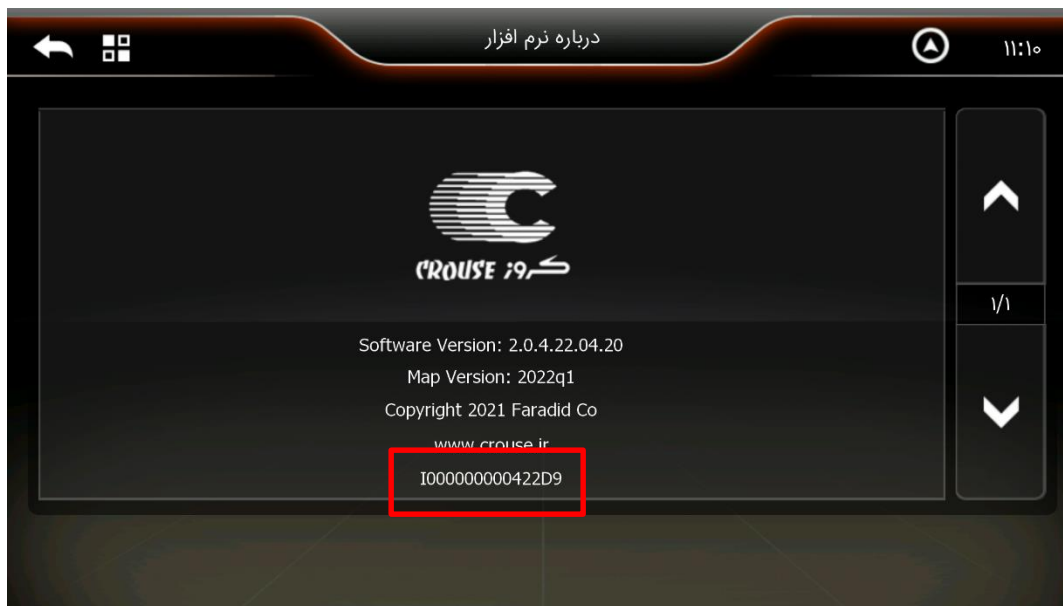 درباره نرم افزار
۱۱:۱۰
CROUSE کروز
۱/۱
Software Version: 2.0.4.22.04.20
Map Version: 2022q1
Copyright 2021 Faradid Co
www.crouse.ir
I000000000422D9